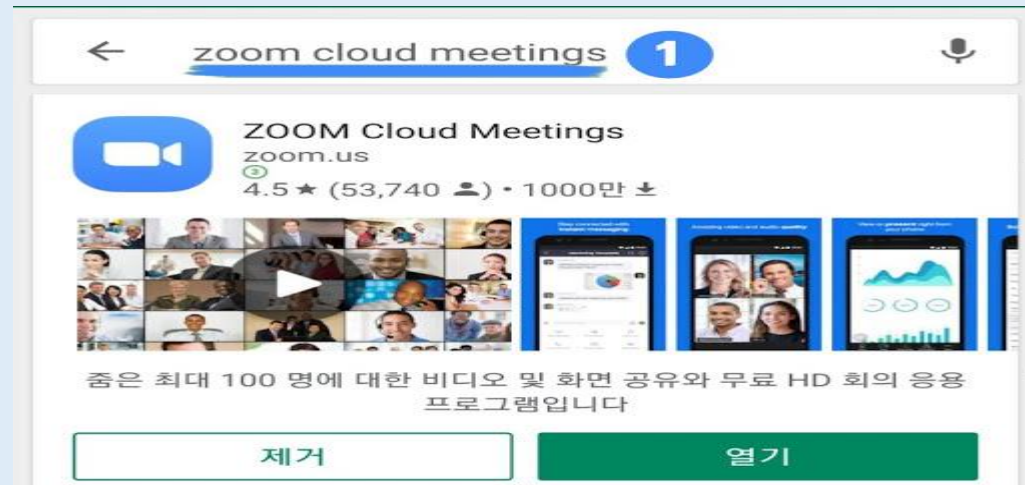 zoom cloud meetings 1
ZOOM Cloud Meetings
zoom.us
3
4.5★ (53,740) • 1000만
줌은 최대 100 명에 대한 비디오 및 화면 공유와 무료 HD 회의 응용
프로그램입니다
제거
열기